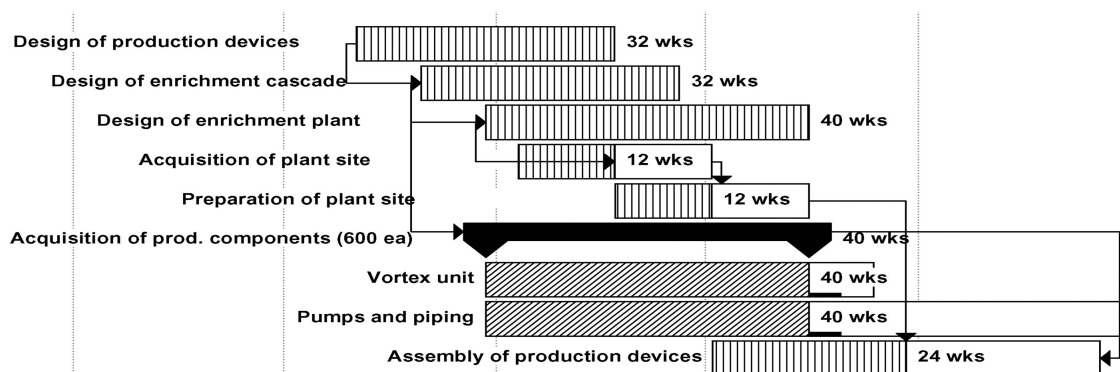 Design of production devices 32 wks
Design of enrichment cascade 32 wks
Design of enrichment plant 40 wks
Acquisition of plant site 12 wks
Preparation of plant site 12 wks
Acquisition of prod. components (600 ea) 40 wks
Vortex unit 40 wks
Pumps and piping 40 wks
Assembly of production devices 24 wks